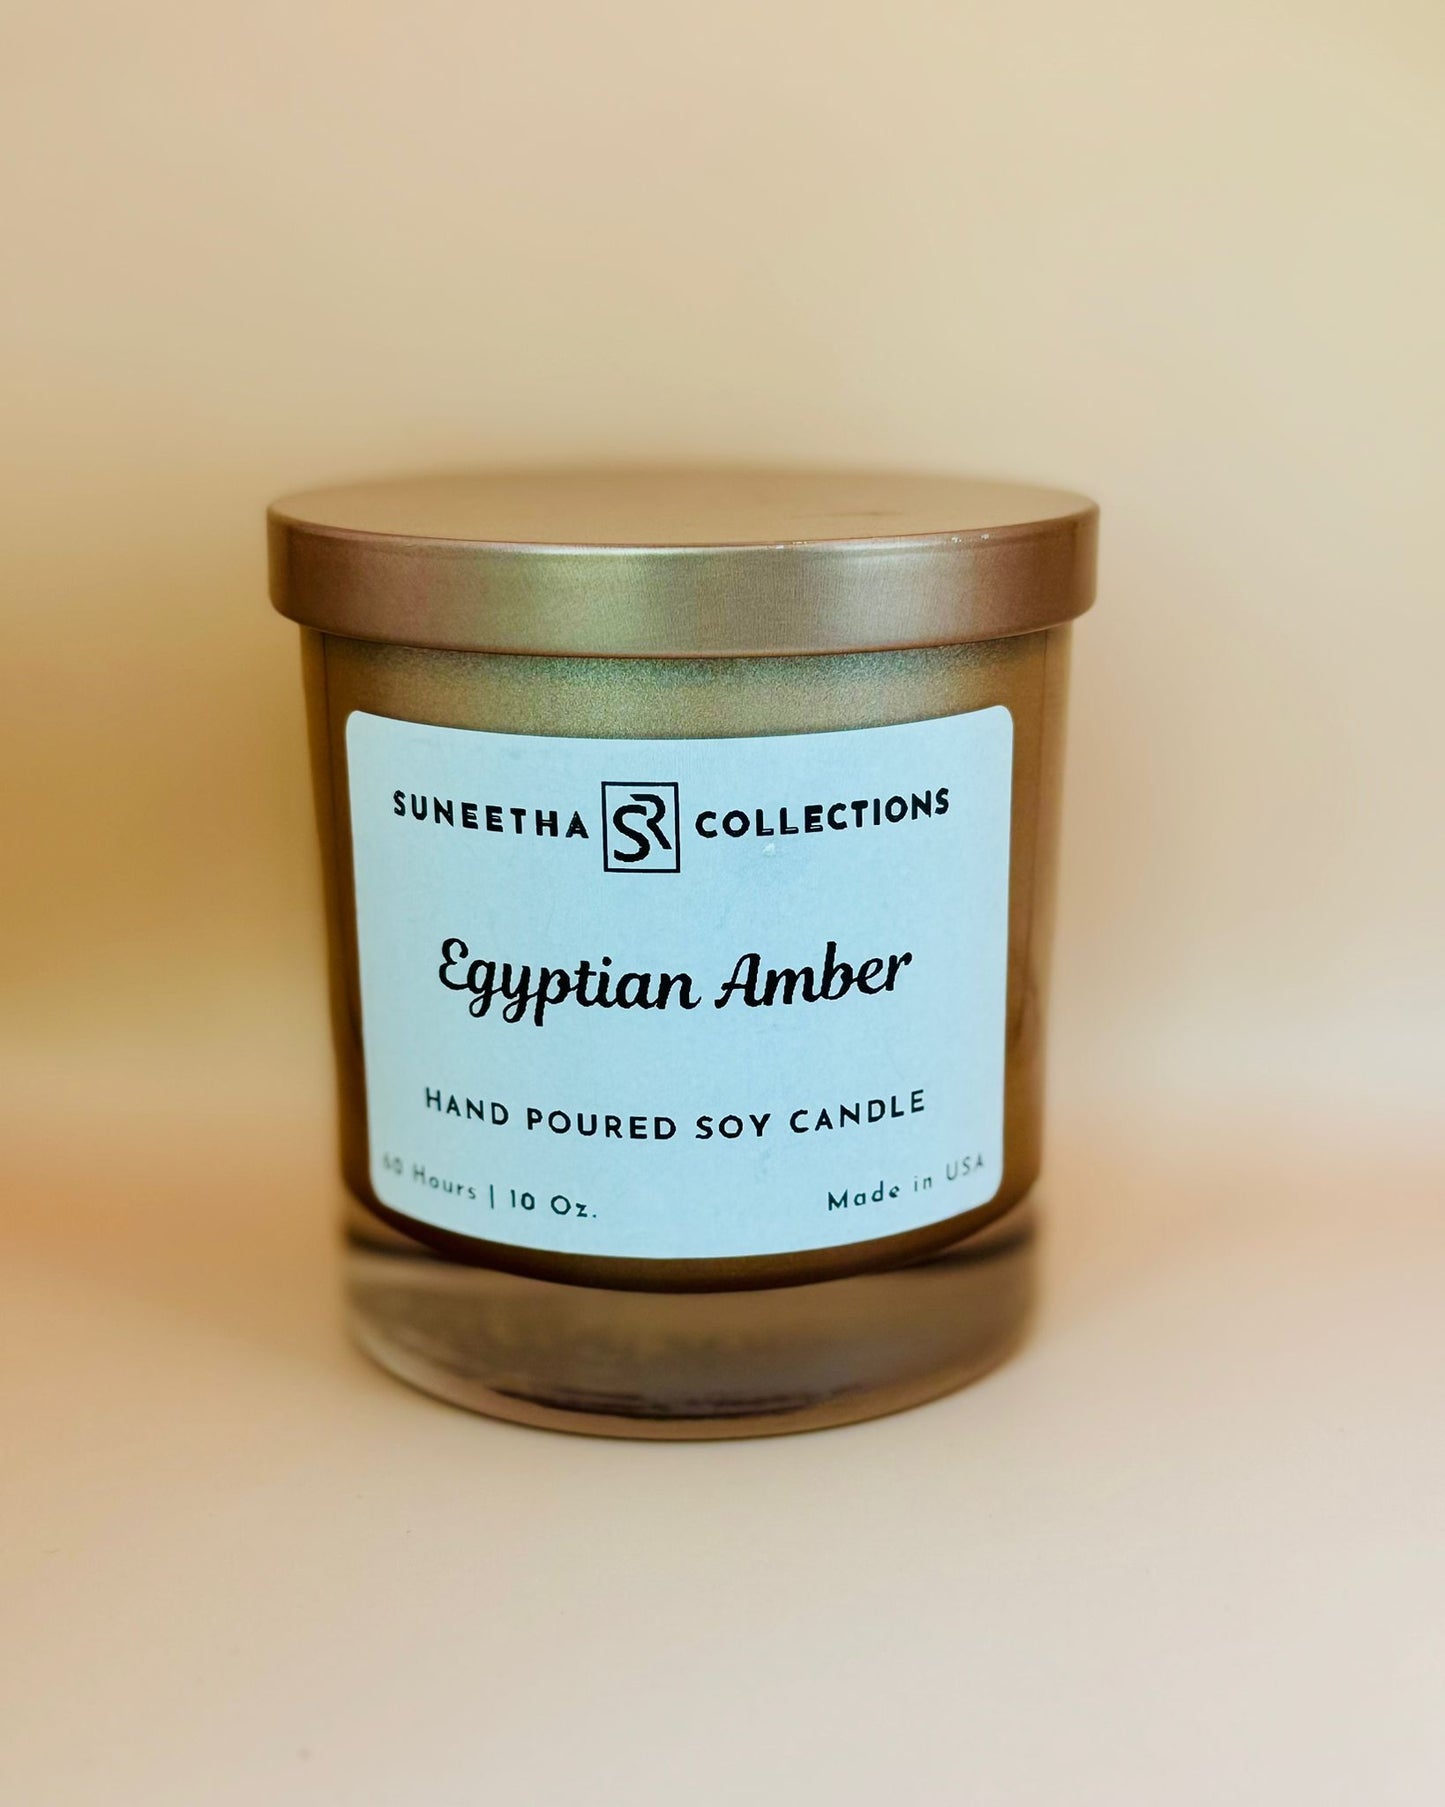 SUNEETHA SR COLLECTIONS
Egyptian Amber
HAND POURED SOY CANDLE
60 Hours | 10 Oz. Made in USA